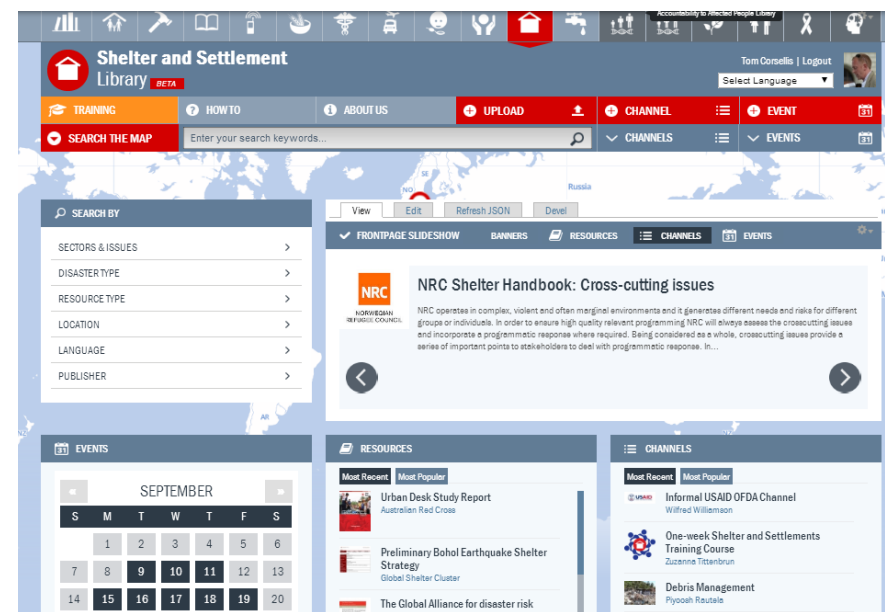 Accountability to Affected People Library
Shelter and Settlement
Library BETA
Tom Corsellis | Logout
Select Language
TRAINING
HOW TO
ABOUT US
UPLOAD
CHANNEL
EVENT
SEARCH THE MAP
Enter your search keywords...
CHANNELS
EVENTS
SE
NO
Russia
SEARCH BY
SECTORS & ISSUES
DISASTER TYPE
RESOURCE TYPE
LOCATION
LANGUAGE
PUBLISHER
View Edit Refresh JSON Devel
FRONTPAGE SLIDESHOW BANNERS RESOURCES CHANNELS 31 EVENTS
NRC
NORWEGIAN
REFUGEE COUNCIL
NRC Shelter Handbook: Cross-cutting issues
NRC operates in complex, violent and often marginal environments and it generates different needs and risks for different
groups or individuals. In order to ensure high quality relevant programming NRC will always assess the crosscutting issues
and incorporate a programmatic response where required. Being considered as a whole, crosscutting issues provide a
series of important points to stakeholders to deal with programmatic response. In...
AR
31 EVENTS
« SEPTEMBER »
S M T W T F S
1 2 3 4 5 6
7 8 9 10 11 12 13
14 15 16 17 18 19 20
RESOURCES
Most Recent Most Popular
Urban Desk Study Report
Australian Red Cross
Preliminary Bohol Earthquake Shelter
Strategy
Global Shelter Cluster
The Global Alliance for disaster risk
CHANNELS
Most Recent Most Popular
USAID
Informal USAID OFDA Channel
Wilfred Williamson
One-week Shelter and Settlements
Training Course
Zuzanna Tittenbrun
Debris Management
Piyoosh Rautela